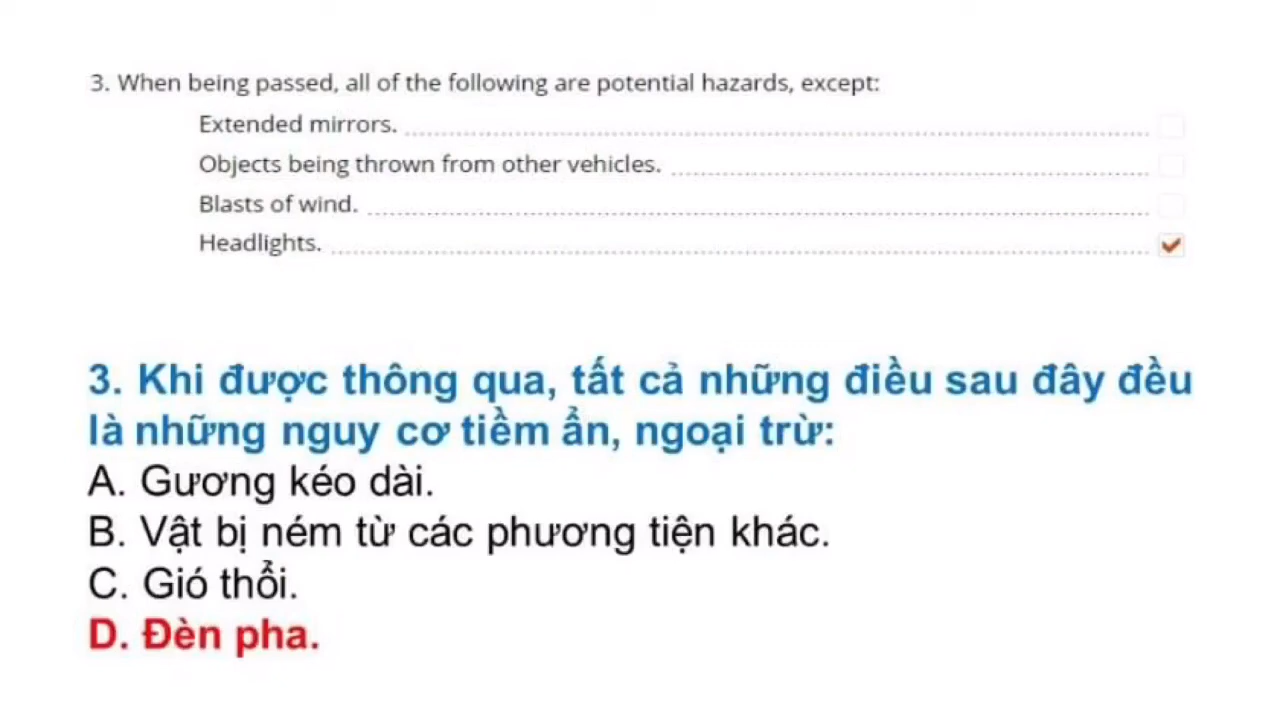 3. When being passed, all of the following are potential hazards, except:
Extended mirrors.
Objects being thrown from other vehicles.
Blasts of wind.
Headlights.
3. Khi được thông qua, tất cả những điều sau đây đều
là những nguy cơ tiềm ẩn, ngoại trừ:
A. Gương kéo dài.
B. Vật bị ném từ các phương tiện khác.
C. Gió thổi.
D. Đèn pha.